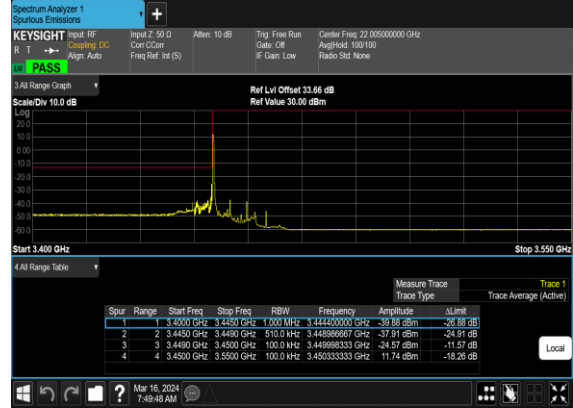 Spectrum Analyzer 1
Spurious Emissions
+
KEYSIGHT Input: RF Input Z: 50 Ω Atten: 10 dB Trig: Free Run Center Freq: 22.005000000 GHz
R T Coupling: DC Corr CCorr Gate: Off Avg|Hold: 100/100
Align: Auto Freq Ref: Int (S) IF Gain: Low Radio Std: None
PASS
3 All Range Graph Ref Lvl Offset 33.66 dB
Scale/Div 10.0 dB Ref Value 30.00 dBm
Log
20.0
10.0
0.00
-10.0
-20.0
-30.0
-40.0
-50.0
-60.0
Start 3.400 GHz Stop 3.550 GHz
4 All Range Table
Measure Trace Trace 1
Trace Type Trace Average (Active)
Spur Range Start Freq Stop Freq RBW Frequency Amplitude ΔLimit
1 1 3.4000 GHz 3.4450 GHz 1.000 MHz 3.444400000 GHz -39.88 dBm -26.88 dB
2 2 3.4450 GHz 3.4490 GHz 510.0 kHz 3.448986667 GHz -37.91 dBm -24.91 dB
3 3 3.4490 GHz 3.4500 GHz 100.0 kHz 3.449998333 GHz -24.57 dBm -11.57 dB
4 4 3.4500 GHz 3.5500 GHz 100.0 kHz 3.450333333 GHz 11.74 dBm -18.26 dB
Local
? Mar 16, 2024
7:49:48 AM